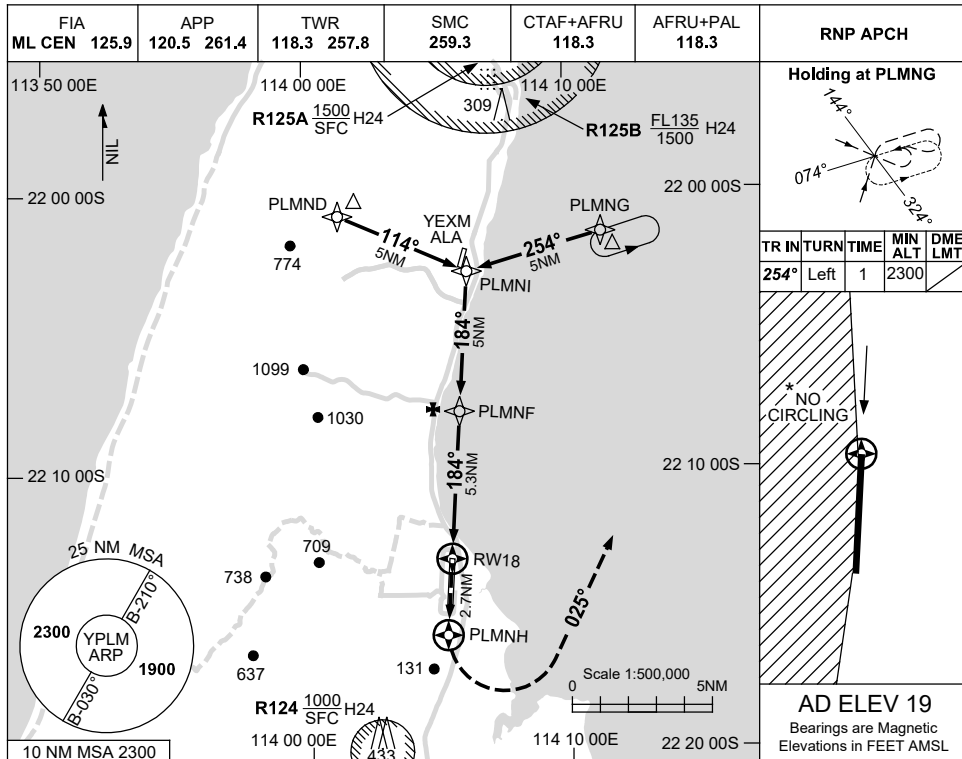 FIA
ML CEN 125.9
APP
120.5 261.4
TWR
118.3 257.8
SMC
259.3
CTAF+AFRU
118.3
AFRU+PAL
118.3
RNP APCH
113 50 00E
114 00 00E
114 10 00E
NIL
R125A 1500 SFC H24
309
R125B FL135 1500 H24
22 00 00S
22 00 00S
PLMND
YEXM
ALA
PLMNG
114°
5NM
254°
5NM
774
PLMNI
184°
5NM
1099
1030
PLMNF
184°
5.3NM
22 10 00S
22 10 00S
709
738
RW18
2.7NM
025°
PLMNH
637
131
25 NM MSA
B-210°
2300
YPLM
ARP
1900
B-030°
10 NM MSA 2300
R124 1000 SFC H24
433
Scale 1:500,000
0
5NM
114 00 00E
114 10 00E
22 20 00S
Holding at PLMNG
144°
074°
324°
TR IN TURN TIME MIN ALT DME LMT
254° Left 1 2300
* NO
CIRCLING
AD ELEV 19
Bearings are Magnetic
Elevations in FEET AMSL